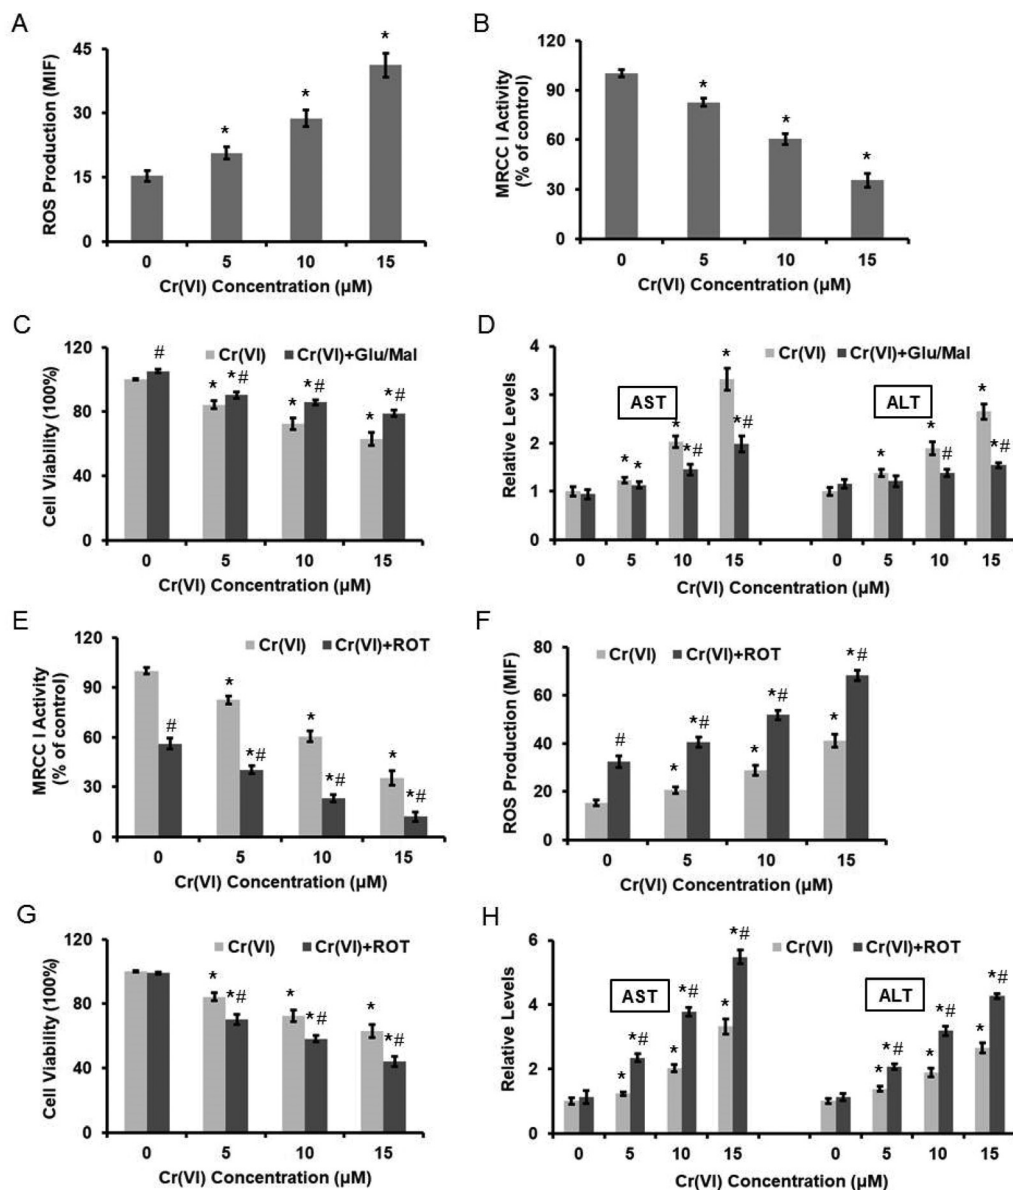 A
ROS Production (MIF)
45
30
15
0
*
*
*
0 5 10 15
Cr(VI) Concentration (µM)
B
MRCC I Activity
(% of control)
120
90
60
30
0
*
*
*
0 5 10 15
Cr(VI) Concentration (µM)
C
Cell Viability (100%)
120
80
40
0
Cr(VI) Cr(VI)+Glu/Mal
#
* *#
* *#
* *#
0 5 10 15
Cr(VI) Concentration (µM)
D
Relative Levels
4
3
2
1
0
Cr(VI) Cr(VI)+Glu/Mal
AST
ALT
* *
* *#
* *#
*
* #
* *#
0 5 10 15 0 5 10 15
Cr(VI) Concentration (µM)
E
MRCC I Activity
(% of control)
120
90
60
30
0
Cr(VI) Cr(VI)+ROT
#
* *#
* *#
* *#
0 5 10 15
Cr(VI) Concentration (µM)
F
ROS Production (MIF)
80
60
40
20
0
Cr(VI) Cr(VI)+ROT
#
* *#
* *#
* *#
0 5 10 15
Cr(VI) Concentration (µM)
G
Cell Viability (100%)
120
80
40
0
Cr(VI) Cr(VI)+ROT
* *#
* *#
* *#
0 5 10 15
Cr(VI) Concentration (µM)
H
Relative Levels
6
4
2
0
Cr(VI) Cr(VI)+ROT
AST
ALT
* *#
* *#
* *#
* *#
* *#
* *#
0 5 10 15 0 5 10 15
Cr(VI) Concentration (µM)